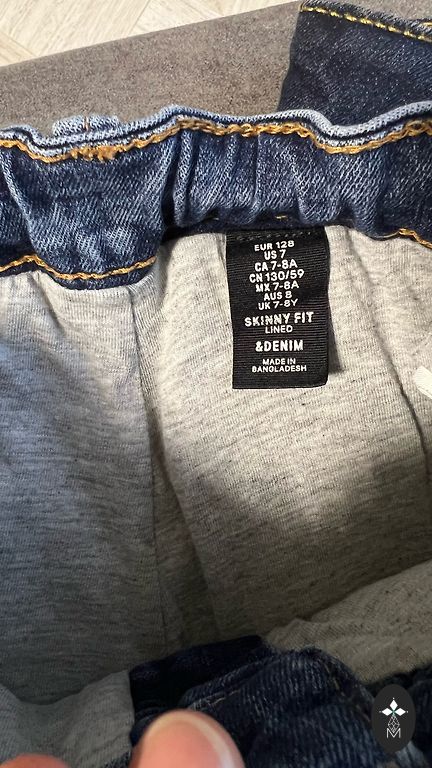 EUR 128
US 7
CA 7-8A
CN 130/59
MX 7-8A
AUS 8
UK 7-8Y
SKINNY FIT
LINED
&DENIM
MADE IN
BANGLADESH
M